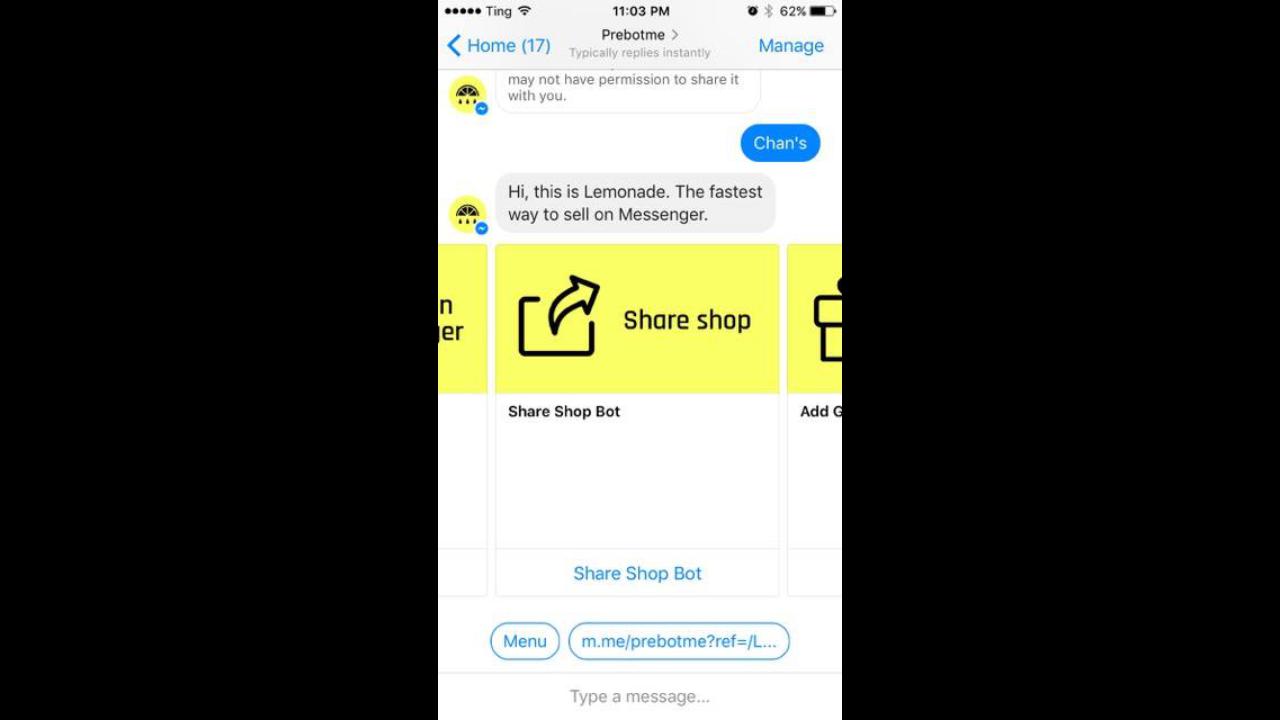 Ting
11:03 PM
62%
Home (17)
Prebotme
Typically replies instantly
Manage
may not have permission to share it
with you.
Chan's
Hi, this is Lemonade. The fastest
way to sell on Messenger.
n
er
Share shop
Share Shop Bot
Add G
Share Shop Bot
Menu
m.me/prebotme?ref=/L...
Type a message...